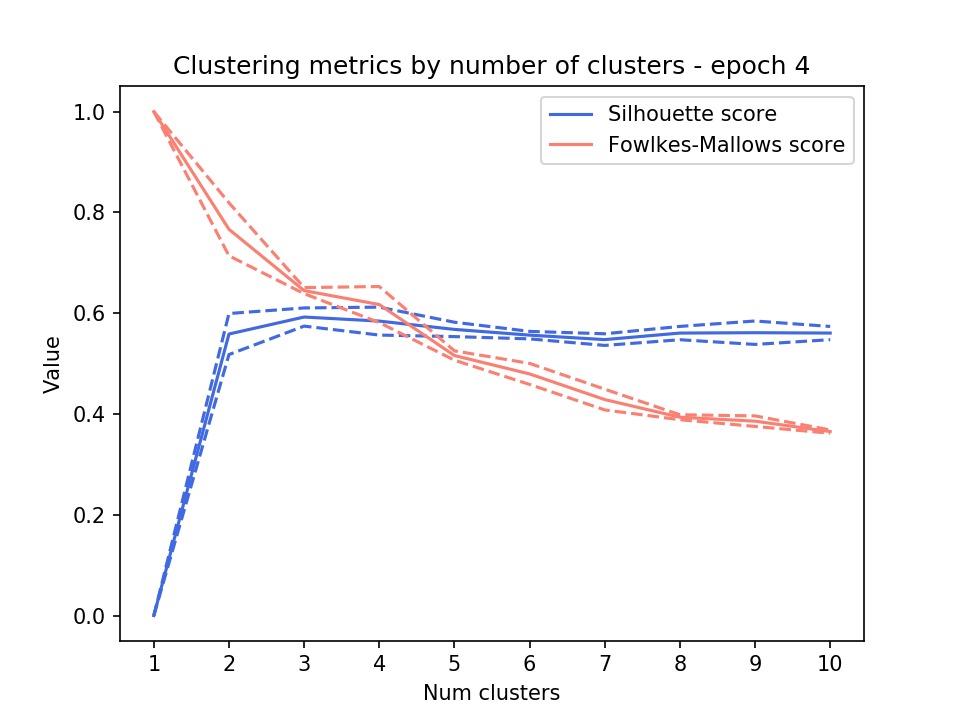 Clustering metrics by number of clusters - epoch 4
Silhouette score
Fowlkes-Mallows score
1.0
0.8
0.6
0.4
0.2
0.0
Value
1 2 3 4 5 6 7 8 9 10
Num clusters